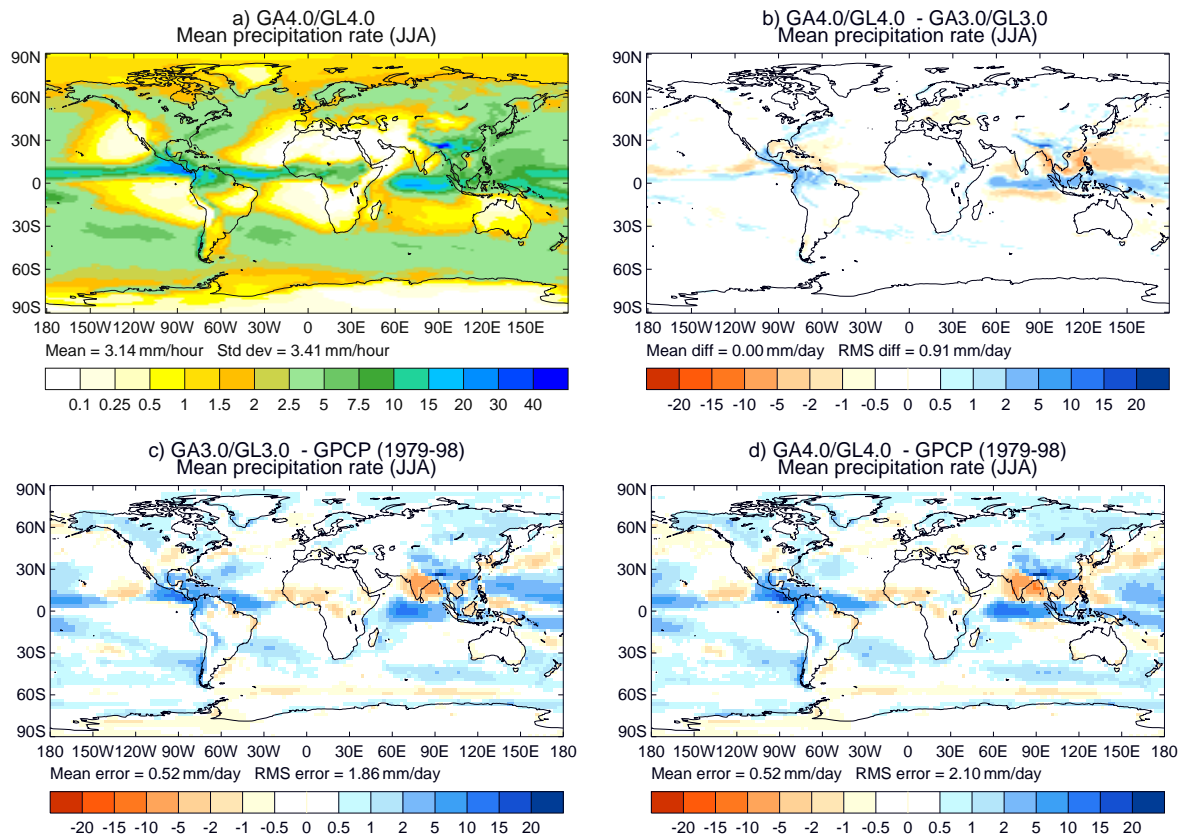 a) GA4.0/GL4.0
Mean precipitation rate (JJA)
90N
60N
30N
0
30S
60S
90S
180 150W 120W 90W 60W 30W 0 30E 60E 90E 120E 150E
Mean = 3.14 mm/hour Std dev = 3.41 mm/hour
0.1 0.25 0.5 1 1.5 2 2.5 5 7.5 10 15 20 30 40
b) GA4.0/GL4.0 - GA3.0/GL3.0
Mean precipitation rate (JJA)
90N
60N
30N
0
30S
60S
90S
180 150W 120W 90W 60W 30W 0 30E 60E 90E 120E 150E
Mean diff = 0.00 mm/day RMS diff = 0.91 mm/day
-20 -15 -10 -5 -2 -1 -0.5 0 0.5 1 2 5 10 15 20
c) GA3.0/GL3.0 - GPCP (1979-98)
Mean precipitation rate (JJA)
90N
60N
30N
0
30S
60S
90S
180 150W 120W 90W 60W 30W 0 30E 60E 90E 120E 150E 180
Mean error = 0.52 mm/day RMS error = 1.86 mm/day
-20 -15 -10 -5 -2 -1 -0.5 0 0.5 1 2 5 10 15 20
d) GA4.0/GL4.0 - GPCP (1979-98)
Mean precipitation rate (JJA)
90N
60N
30N
0
30S
60S
90S
180 150W 120W 90W 60W 30W 0 30E 60E 90E 120E 150E 180
Mean error = 0.52 mm/day RMS error = 2.10 mm/day
-20 -15 -10 -5 -2 -1 -0.5 0 0.5 1 2 5 10 15 20